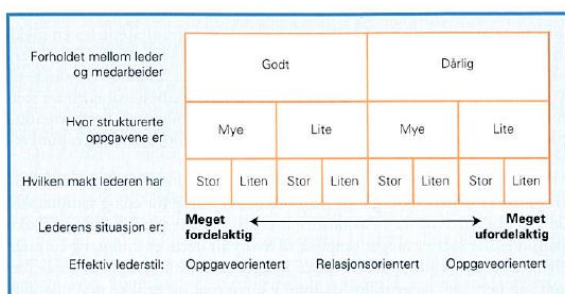 Forholdet mellom leder
og medarbeider
Godt Dårlig
Hvor strukturerte
oppgavene er
Mye Lite Mye Lite
Hvilken makt lederen har
Stor Liten Stor Liten Stor Liten Stor Liten
Lederens situasjon er:
Meget
fordelaktig
Meget
ufordelaktig
Effektiv lederstil: Oppgaveorientert Relasjonsorientert Oppgaveorientert